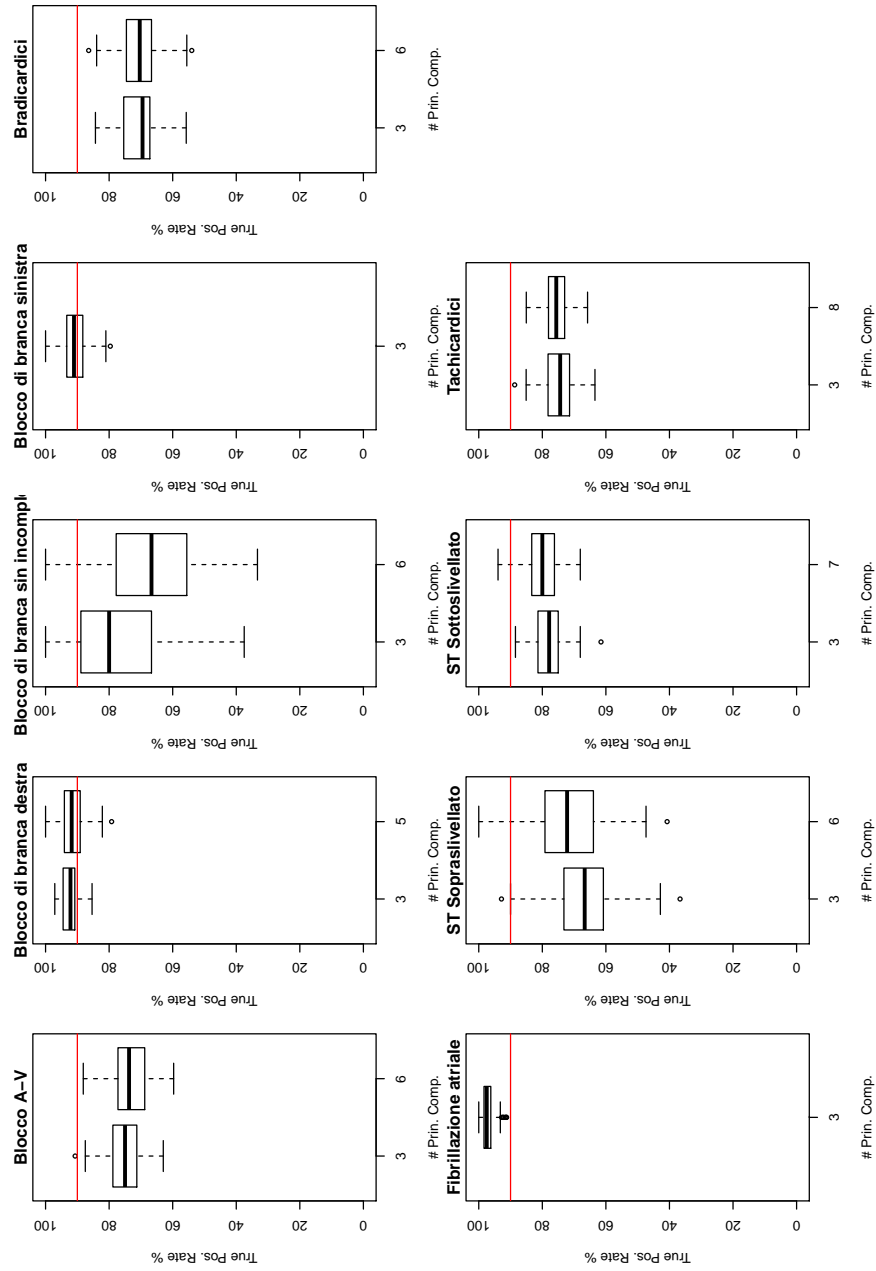 Blocco A−V
100
80
60
40
20
0
True Pos. Rate %
3
6
# Prin. Comp.
Blocco di branca destra
100
80
60
40
20
0
True Pos. Rate %
3
5
# Prin. Comp.
Blocco di branca sin incompl
100
80
60
40
20
0
True Pos. Rate %
3
6
# Prin. Comp.
Blocco di branca sinistra
100
80
60
40
20
0
True Pos. Rate %
3
# Prin. Comp.
Bradicardici
100
80
60
40
20
0
True Pos. Rate %
3
6
# Prin. Comp.
Fibrillazione atriale
100
80
60
40
20
0
True Pos. Rate %
3
# Prin. Comp.
ST Sopraslivellato
100
80
60
40
20
0
True Pos. Rate %
3
6
# Prin. Comp.
ST Sottoslivellato
100
80
60
40
20
0
True Pos. Rate %
3
7
# Prin. Comp.
Tachicardici
100
80
60
40
20
0
True Pos. Rate %
3
8
# Prin. Comp.